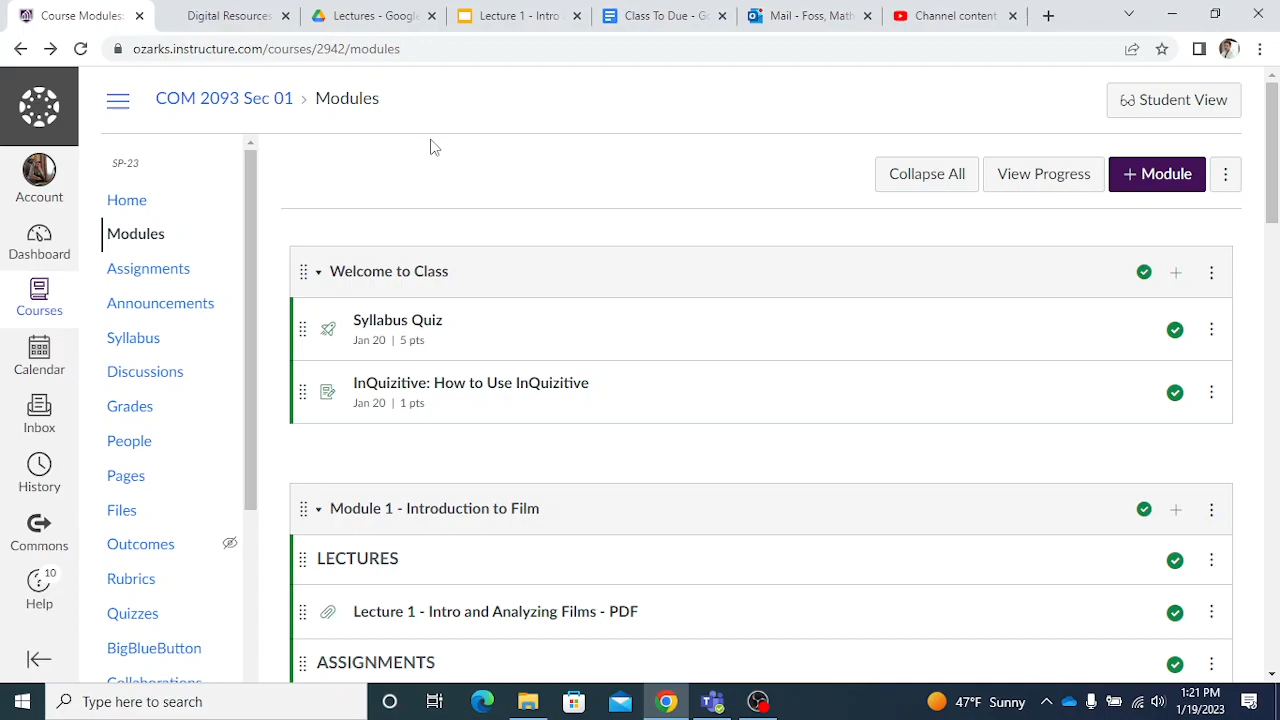 Course Modules:
Digital Resources
Lectures - Google
Lecture 1 - Intro
Class To Due - G
Mail - Foss, Math
Channel content
ozarks.instructure.com/courses/2942/modules
COM 2093 Sec 01 › Modules
Student View
SP-23
Collapse All
View Progress
+ Module
Account
Dashboard
Courses
Calendar
Inbox
History
Commons
10
Help
Home
Modules
Assignments
Announcements
Syllabus
Discussions
Grades
People
Pages
Files
Outcomes
Rubrics
Quizzes
BigBlueButton
Collaborations
Welcome to Class
Syllabus Quiz
Jan 20 | 5 pts
InQuizitive: How to Use InQuizitive
Jan 20 | 1 pts
Module 1 - Introduction to Film
LECTURES
Lecture 1 - Intro and Analyzing Films - PDF
ASSIGNMENTS
Type here to search
47°F Sunny
1:21 PM
1/19/2023